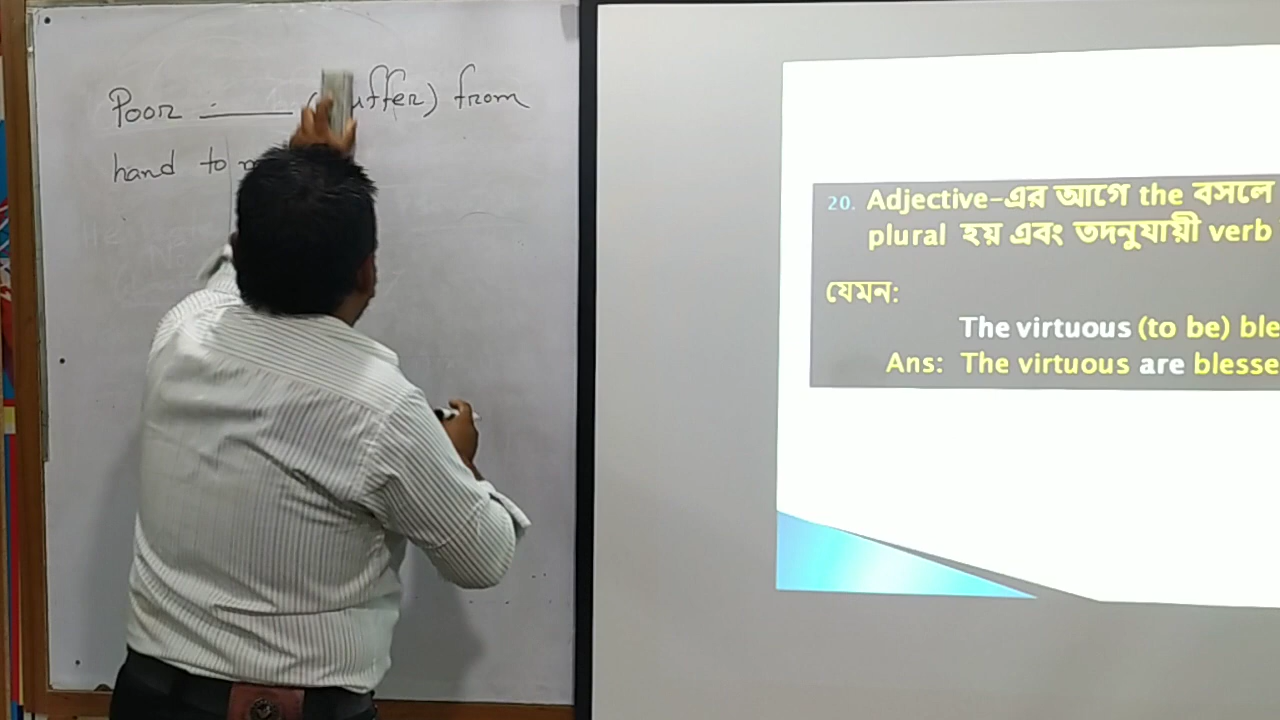 Poor ____ (uffer) from
hand to
20. Adjective-এর আগে the বসলে
plural হয় এবং তদনুযায়ী verb
যেমন:
The virtuous (to be) ble
Ans: The virtuous are blesse